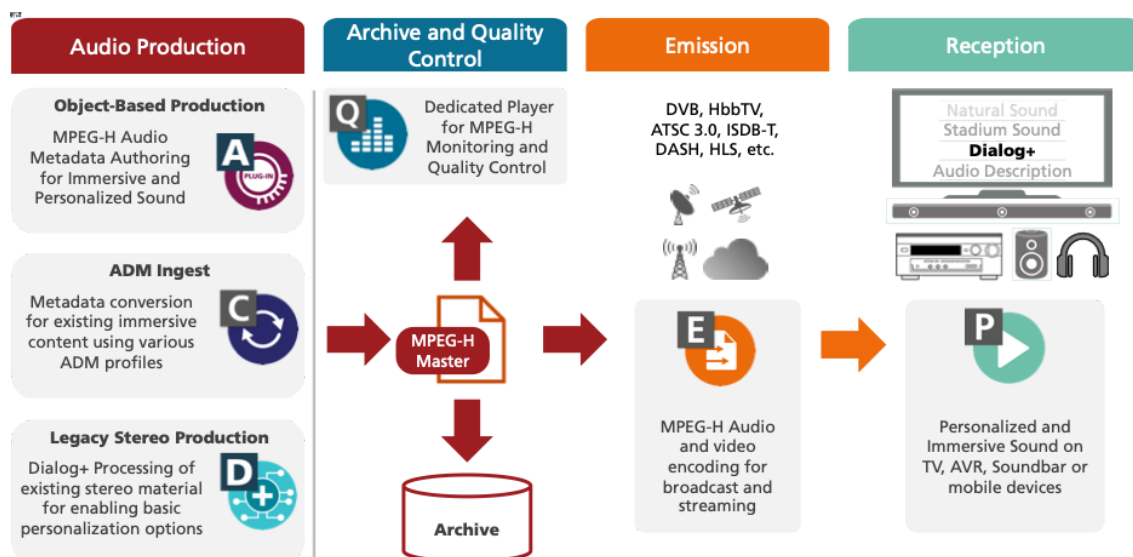 Audio Production
Object-Based Production
MPEG-H Audio
Metadata Authoring
for Immersive and
Personalized Sound
A
PLUG-IN
ADM Ingest
Metadata conversion
for existing immersive
content using various
ADM profiles
C
Legacy Stereo Production
Dialog+ Processing of
existing stereo material
for enabling basic
personalization options
D
Archive and Quality
Control
Q
Dedicated Player
for MPEG-H
Monitoring and
Quality Control
MPEG-H
Master
Archive
Emission
DVB, HbbTV,
ATSC 3.0, ISDB-T,
DASH, HLS, etc.
E
MPEG-H Audio
and video
encoding for
broadcast and
streaming
Reception
Natural Sound
Stadium Sound
Dialog+
Audio Description
P
Personalized and
Immersive Sound on
TV, AVR, Soundbar or
mobile devices